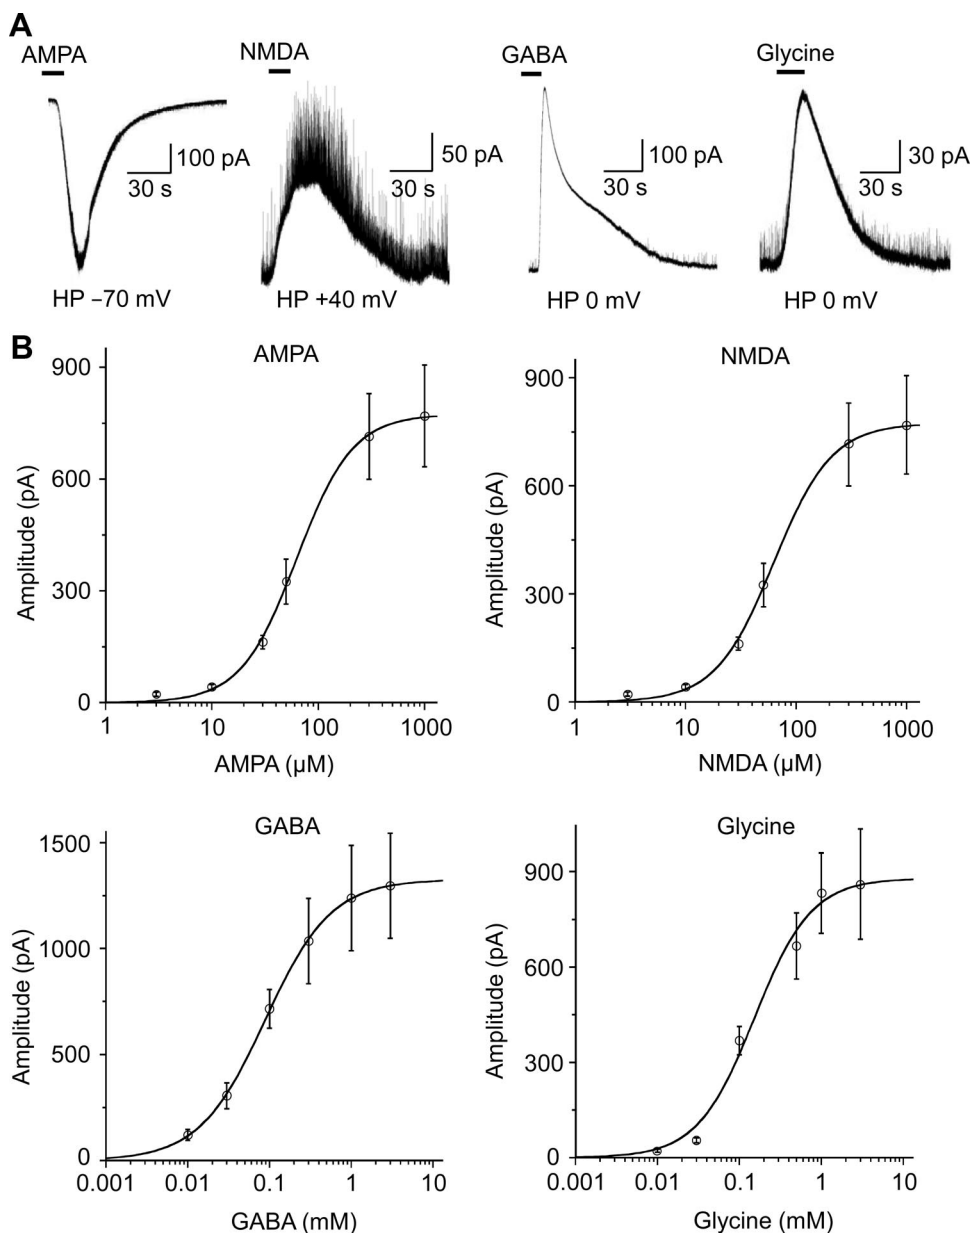 A
AMPA
NMDA
GABA
Glycine
100 pA
30 s
50 pA
30 s
100 pA
30 s
30 pA
30 s
HP –70 mV
HP +40 mV
HP 0 mV
HP 0 mV
B
AMPA
900
600
300
0
Amplitude (pA)
1 10 100 1000
AMPA (µM)
NMDA
900
600
300
0
Amplitude (pA)
1 10 100 1000
NMDA (µM)
GABA
1500
1000
500
0
Amplitude (pA)
0.001 0.01 0.1 1 10
GABA (mM)
Glycine
900
600
300
0
Amplitude (pA)
0.001 0.01 0.1 1 10
Glycine (mM)